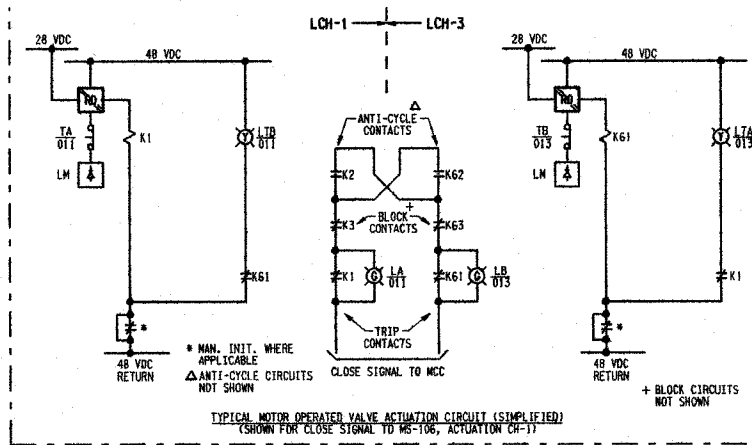 LCH-1
LCH-3
28 VDC
48 VDC
RD
TA
011
K1
LM
LTB
011
K61
*
48 VDC
RETURN
* MAN. INIT. WHERE
APPLICABLE
△ ANTI-CYCLE CIRCUITS
NOT SHOWN
△
ANTI-CYCLE
CONTACTS
K2
K62
+
K3
BLOCK
CONTACTS
K63
K1
G
LA
011
K61
G
LB
013
TRIP
CONTACTS
CLOSE SIGNAL TO MCC
28 VDC
48 VDC
RD
TB
013
K61
LM
Y
LTA
013
K1
*
48 VDC
RETURN
+ BLOCK CIRCUITS
NOT SHOWN
TYPICAL MOTOR OPERATED VALVE ACTUATION CIRCUIT (SIMPLIFIED)
(SHOWN FOR CLOSE SIGNAL TO MS-106, ACTUATION CH-1)